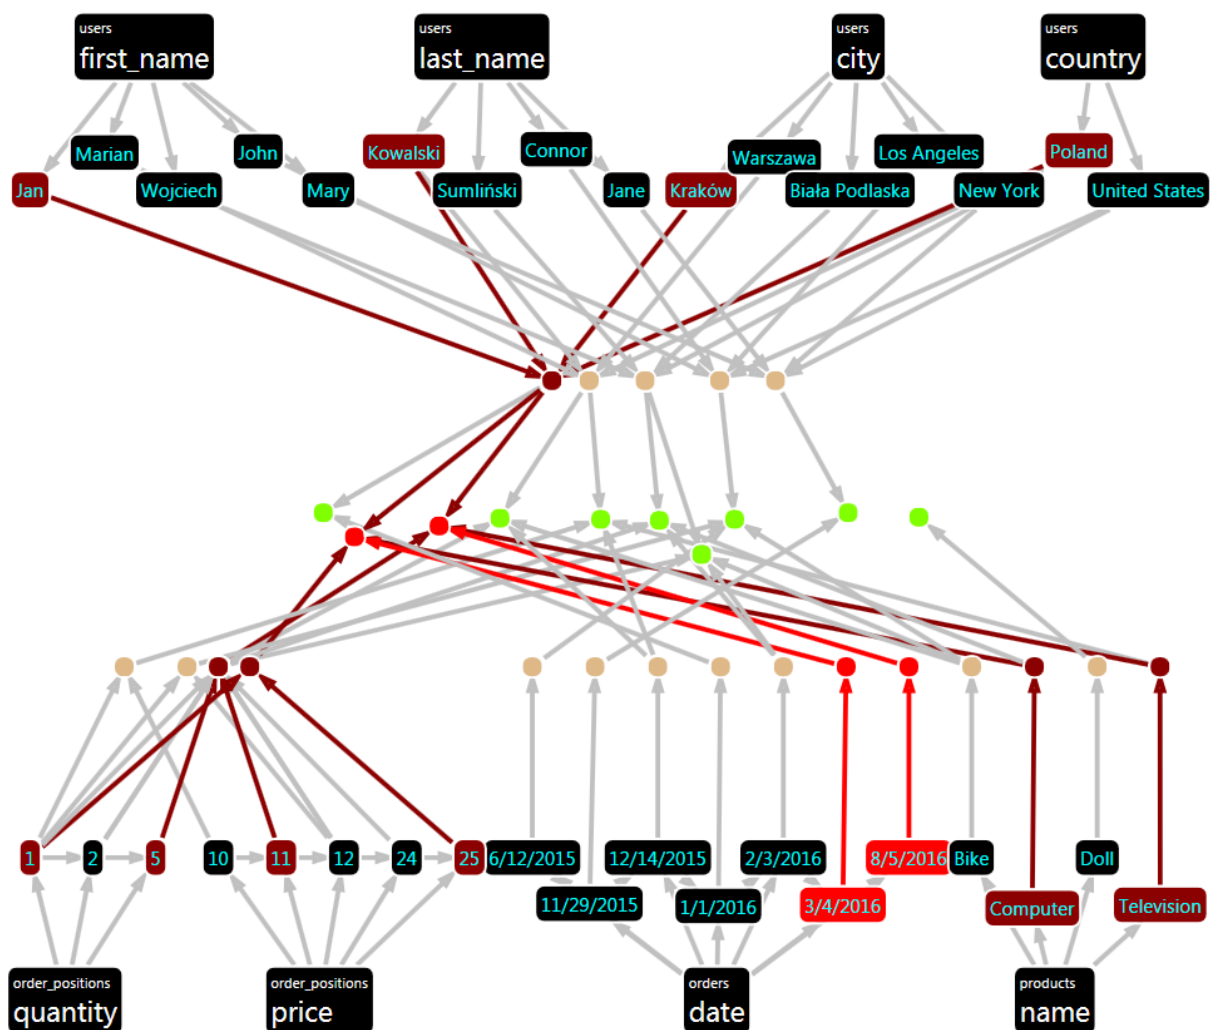 users
first_name
users
last_name
users
city
users
country
Marian
John
Kowalski
Connor
Warszawa
Los Angeles
Poland
Jan
Wojciech
Mary
Sumliński
Jane
Kraków
Biała Podlaska
New York
United States
1
2
5
10
11
12
24
25
6/12/2015
12/14/2015
2/3/2016
8/5/2016
Bike
Doll
11/29/2015
1/1/2016
3/4/2016
Computer
Television
order_positions
quantity
order_positions
price
orders
date
products
name